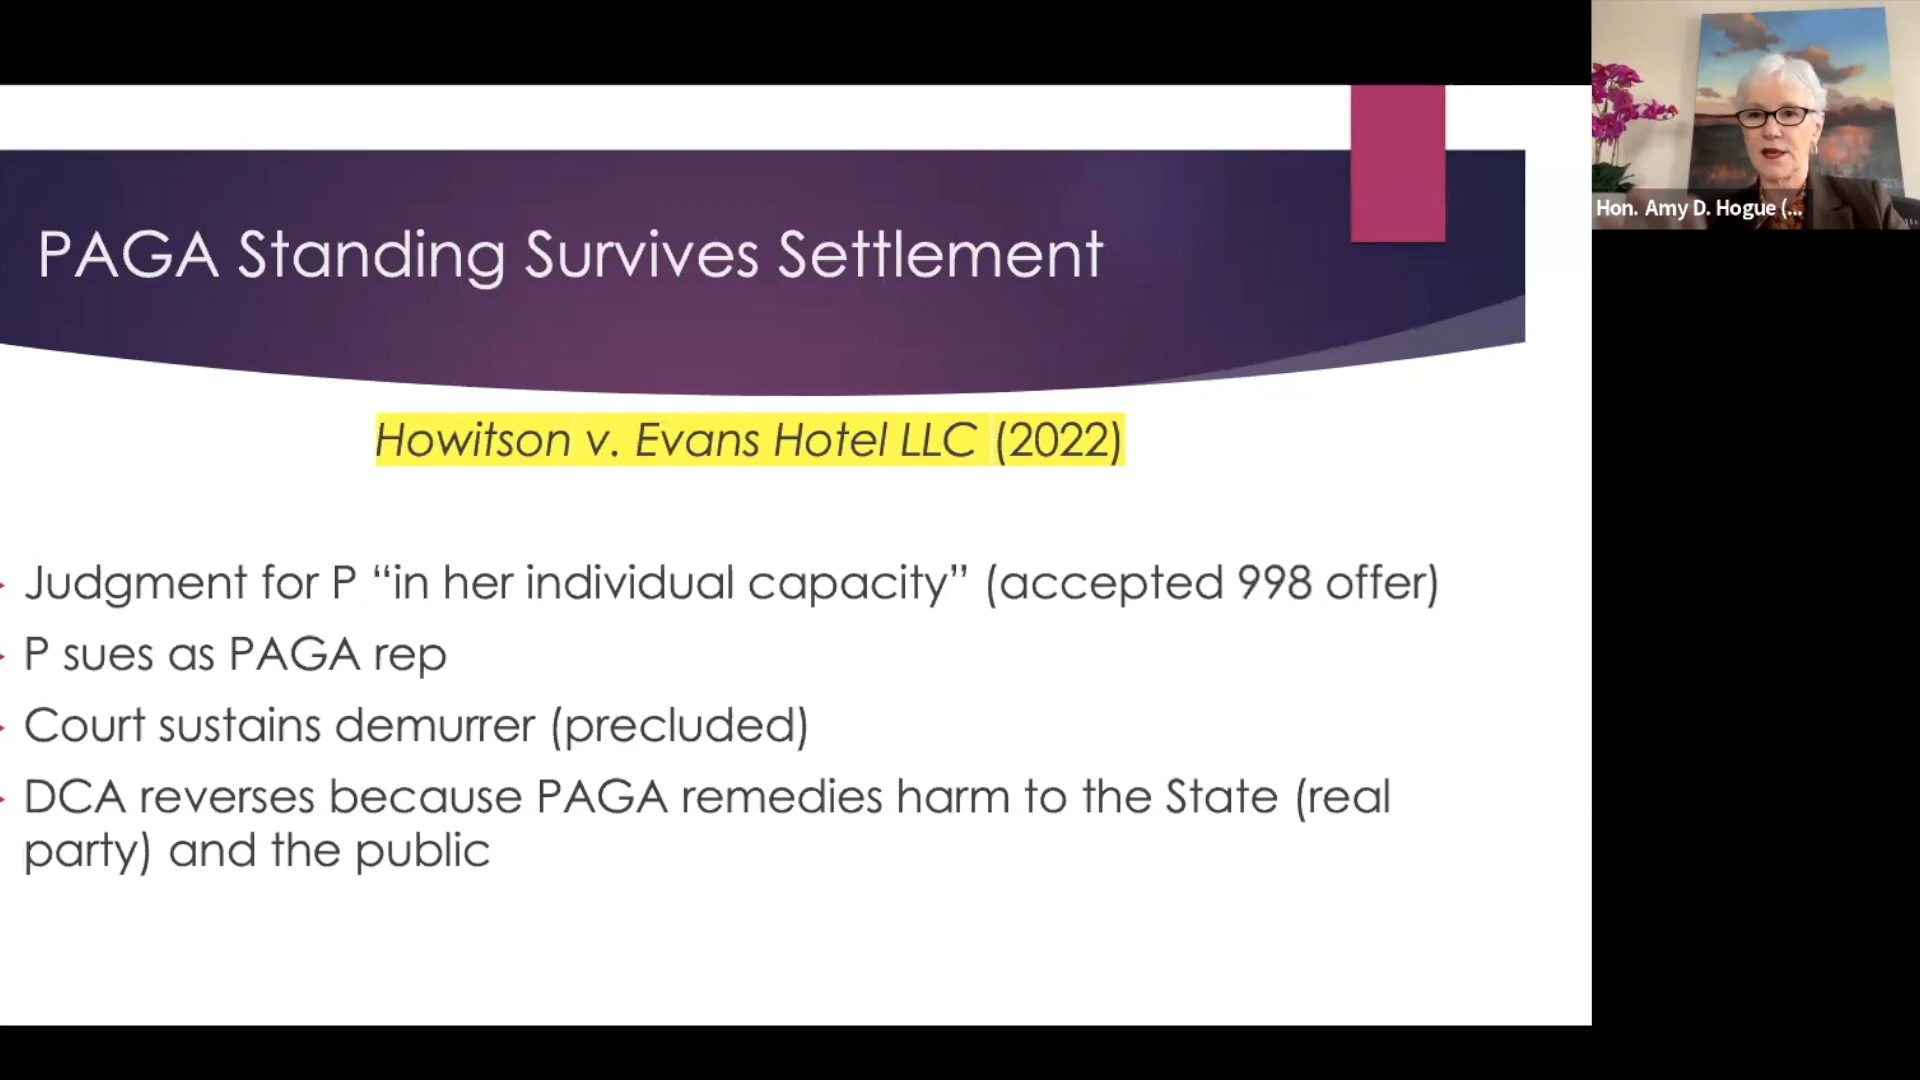 PAGA Standing Survives Settlement
Howitson v. Evans Hotel LLC (2022)
Judgment for P “in her individual capacity” (accepted 998 offer)
P sues as PAGA rep
Court sustains demurrer (precluded)
DCA reverses because PAGA remedies harm to the State (real
party) and the public
Hon. Amy D. Hogue (...